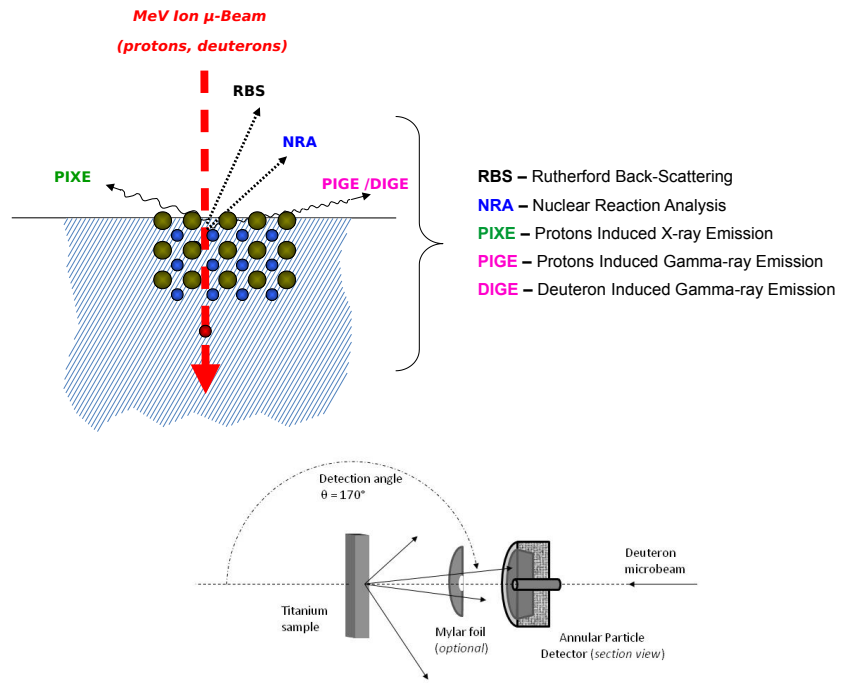 MeV Ion µ-Beam
(protons, deuterons)
RBS
NRA
PIXE
PIGE /DIGE
RBS – Rutherford Back-Scattering
NRA – Nuclear Reaction Analysis
PIXE – Protons Induced X-ray Emission
PIGE – Protons Induced Gamma-ray Emission
DIGE – Deuteron Induced Gamma-ray Emission
Detection angle
θ = 170°
Deuteron
microbeam
Titanium
sample
Mylar foil
(optional)
Annular Particle
Detector (section view)